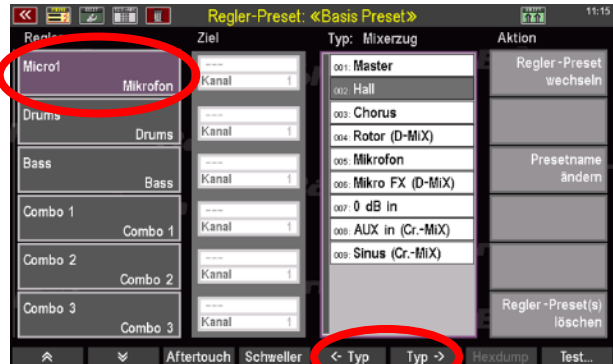 Regler-Preset: «Basis Preset»
11:15
Regler
Ziel
Typ: Mixerzug
Aktion
Micro1
Mikrofon
---
Kanal 1
Drums
Drums
---
Kanal 1
Bass
Bass
---
Kanal 1
Combo 1
Combo 1
---
Kanal 1
Combo 2
Combo 2
---
Kanal 1
Combo 3
Combo 3
---
Kanal 1
001: Master
002: Hall
003: Chorus
004: Rotor (D-MiX)
005: Mikrofon
006: Mikro FX (D-MiX)
007: 0 dB in
008: AUX in (Cr.-MiX)
009: Sinus (Cr.-MiX)
Regler-Preset
wechseln
Presetname
ändern
Regler-Preset(s)
löschen
Aftertouch Schweller <- Typ Typ -> Hexdump Test...